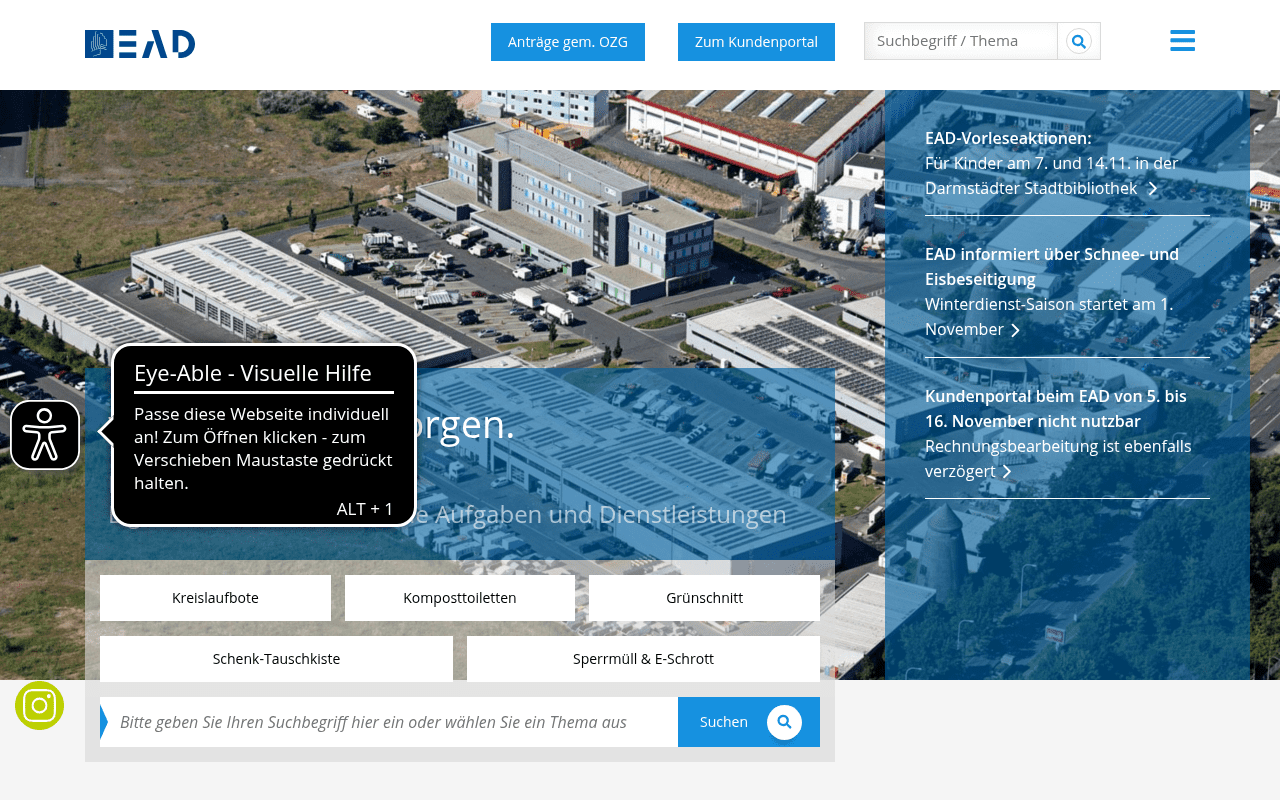 EAD
Anträge gem. OZG
Zum Kundenportal
Suchbegriff / Thema
EAD-Vorleseaktionen:
Für Kinder am 7. und 14.11. in der
Darmstädter Stadtbibliothek
EAD informiert über Schnee- und
Eisbeseitigung
Winterdienst-Saison startet am 1.
November
Kundenportal beim EAD von 5. bis
16. November nicht nutzbar
Rechnungsbearbeitung ist ebenfalls
verzögert
Eye-Able - Visuelle Hilfe
Passe diese Webseite individuell
an! Zum Öffnen klicken - zum
Verschieben Maustaste gedrückt
halten.
ALT + 1
orgen.
Aufgaben und Dienstleistungen
Kreislaufbote
Komposttoiletten
Grünschnitt
Schenk-Tauschkiste
Sperrmüll & E-Schrott
Bitte geben Sie Ihren Suchbegriff hier ein oder wählen Sie ein Thema aus
Suchen